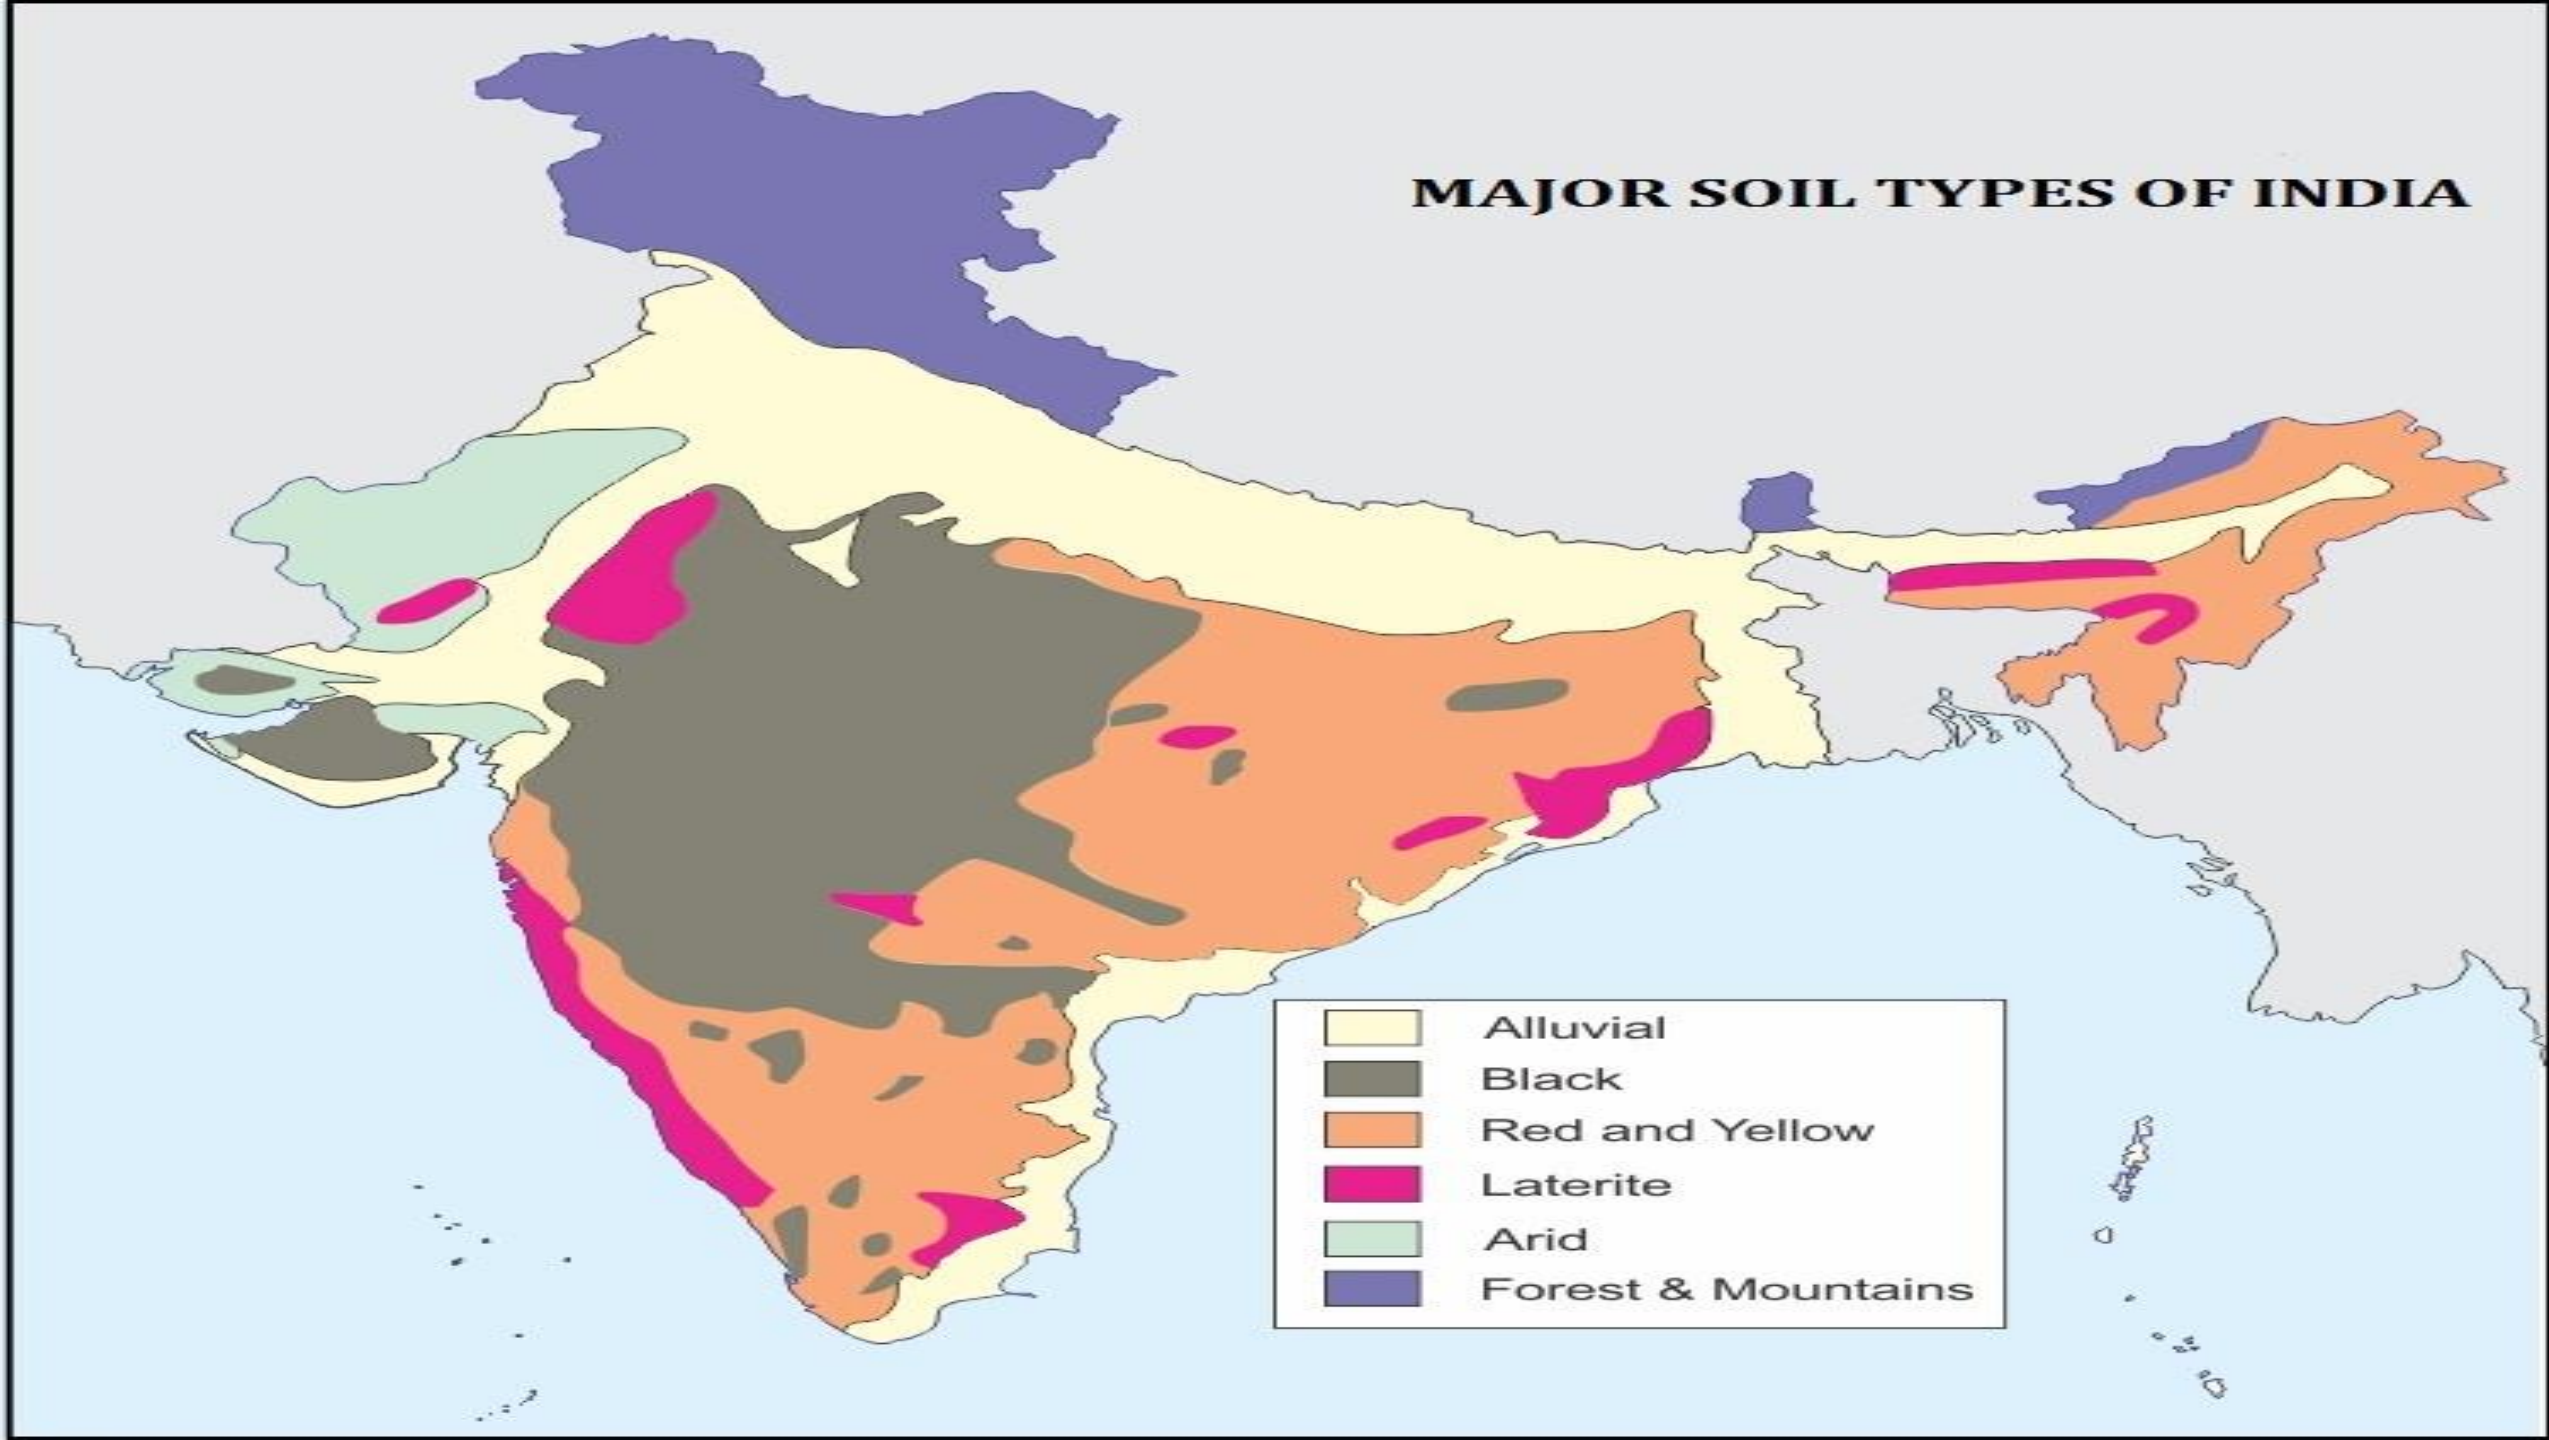 MAJOR SOIL TYPES OF INDIA
Alluvial
Black
Red and Yellow
Laterite
Arid
Forest & Mountains